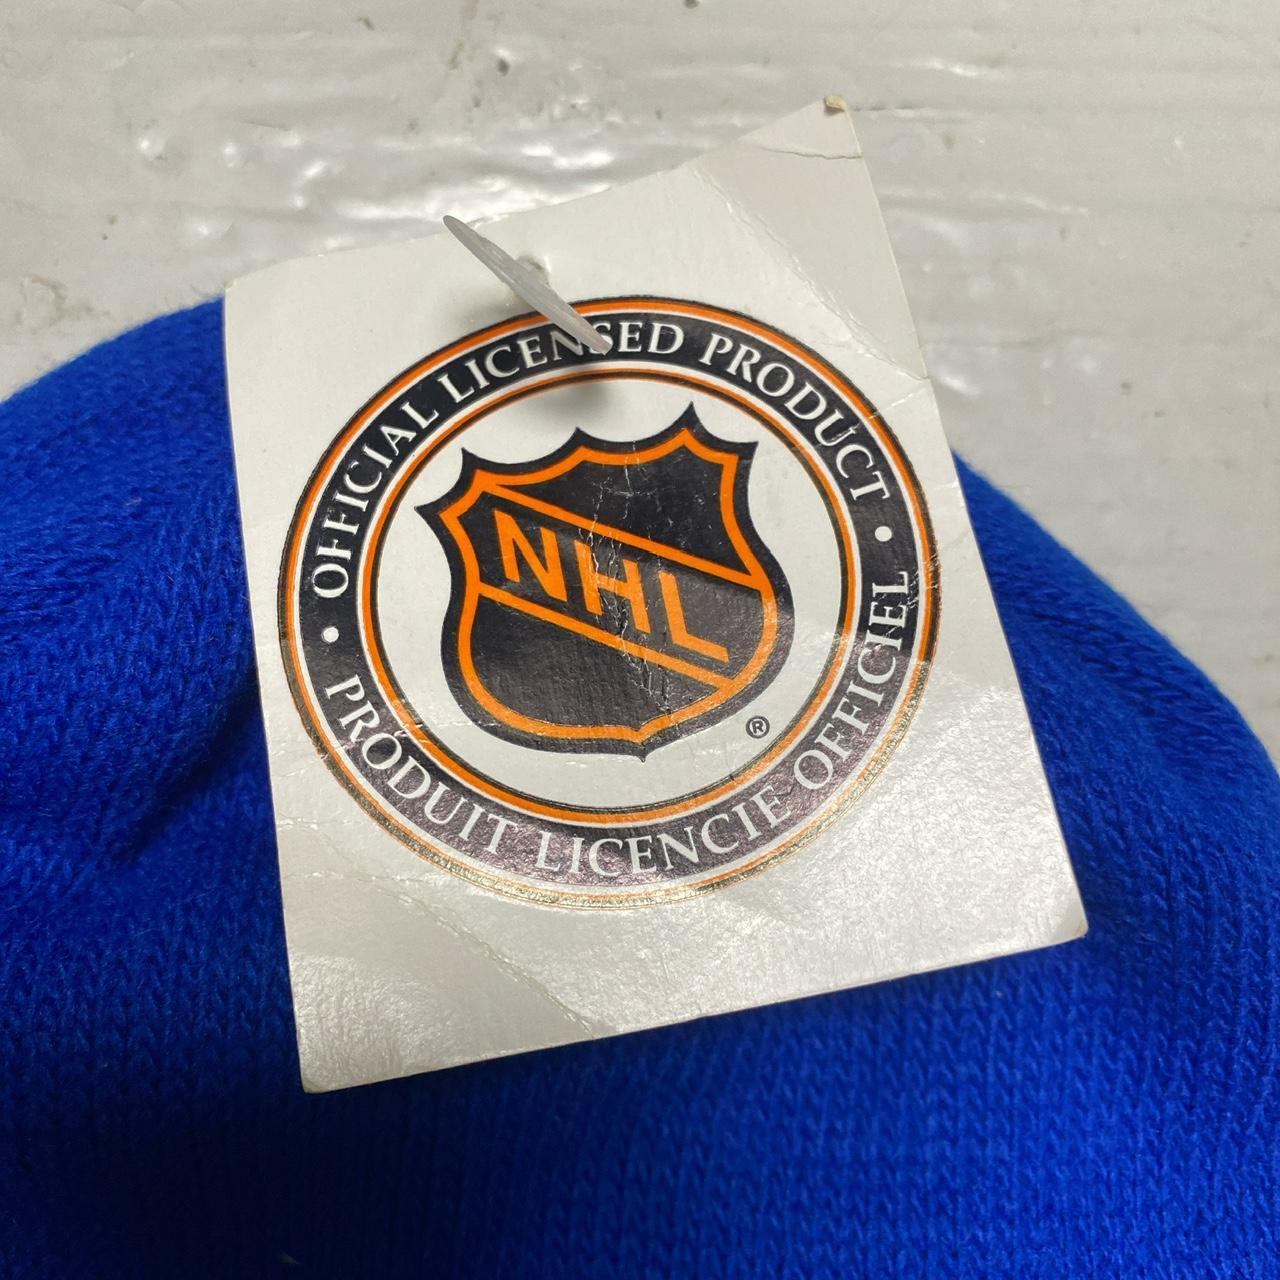 OFFICIAL LICENSED PRODUCT
NHL
®
PRODUIT LICENCIE OFFICIEL